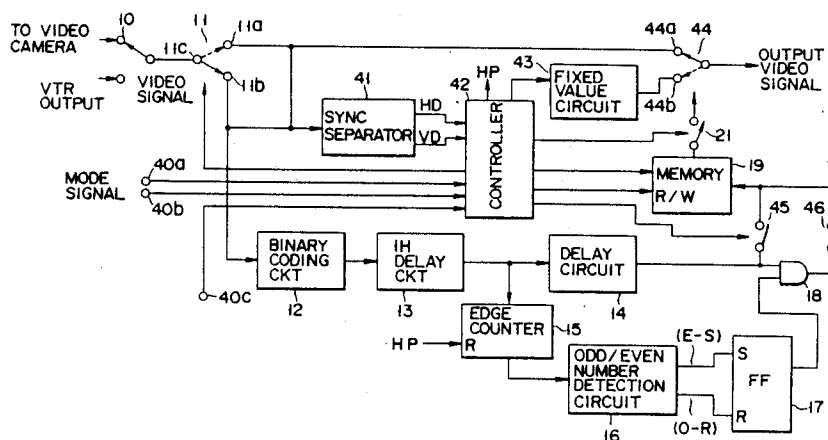 TO VIDEO
CAMERA
10
11
11a
11c
11b
VTR
OUTPUT
VIDEO
SIGNAL
41
SYNC
SEPARATOR
HD
VD
42
HP
CONTROLLER
43
FIXED
VALUE
CIRCUIT
44a
44
44b
OUTPUT
VIDEO
SIGNAL
21
19
MEMORY
R/W
MODE
SIGNAL
40a
40b
40c
45
46
BINARY
CODING
CKT
12
1H
DELAY
CKT
13
DELAY
CIRCUIT
14
18
HP
EDGE
COUNTER
R
15
ODD/EVEN
NUMBER
DETECTION
CIRCUIT
16
(E-S)
(O-R)
S
FF
R
17